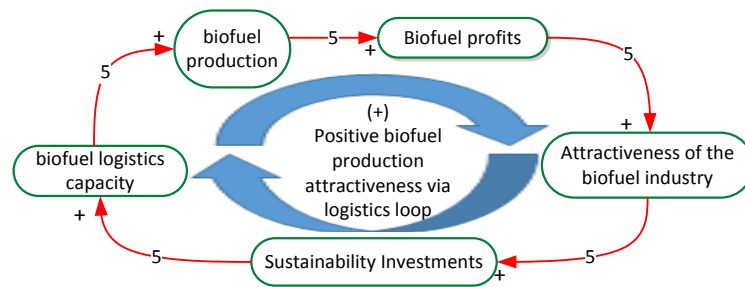 +
biofuel
production
5
+
Biofuel profits
5
+
Attractiveness of the
biofuel industry
5
+
Sustainability Investments
5
+
biofuel logistics
capacity
5
(+)
Positive biofuel
production
attractiveness via
logistics loop